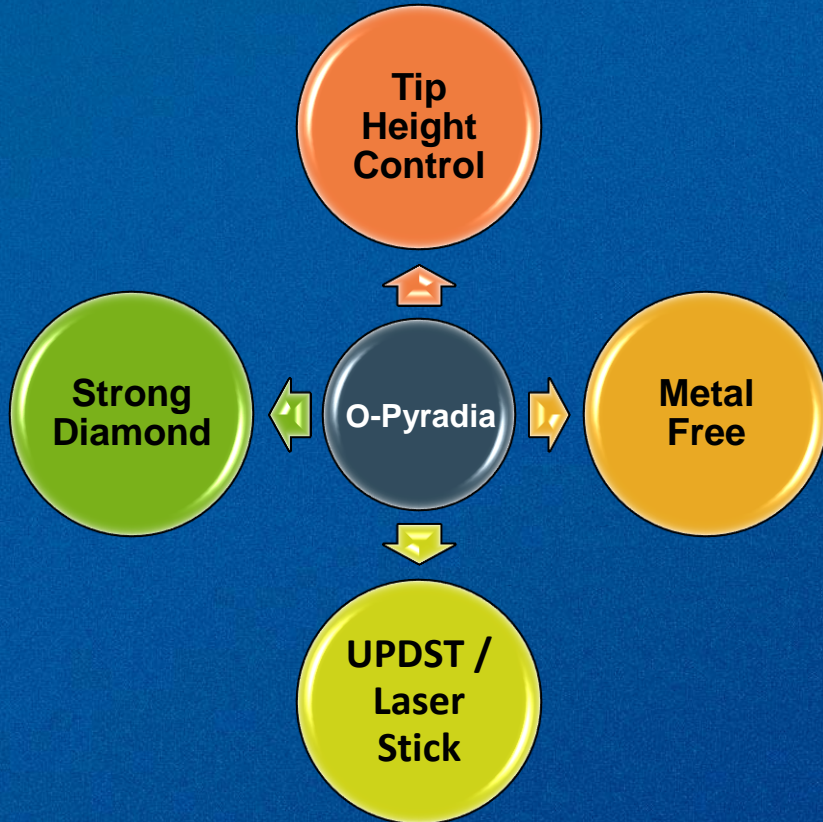 Tip
Height
Control
Strong
Diamond
O-Pyradia
Metal
Free
UPDST /
Laser
Stick